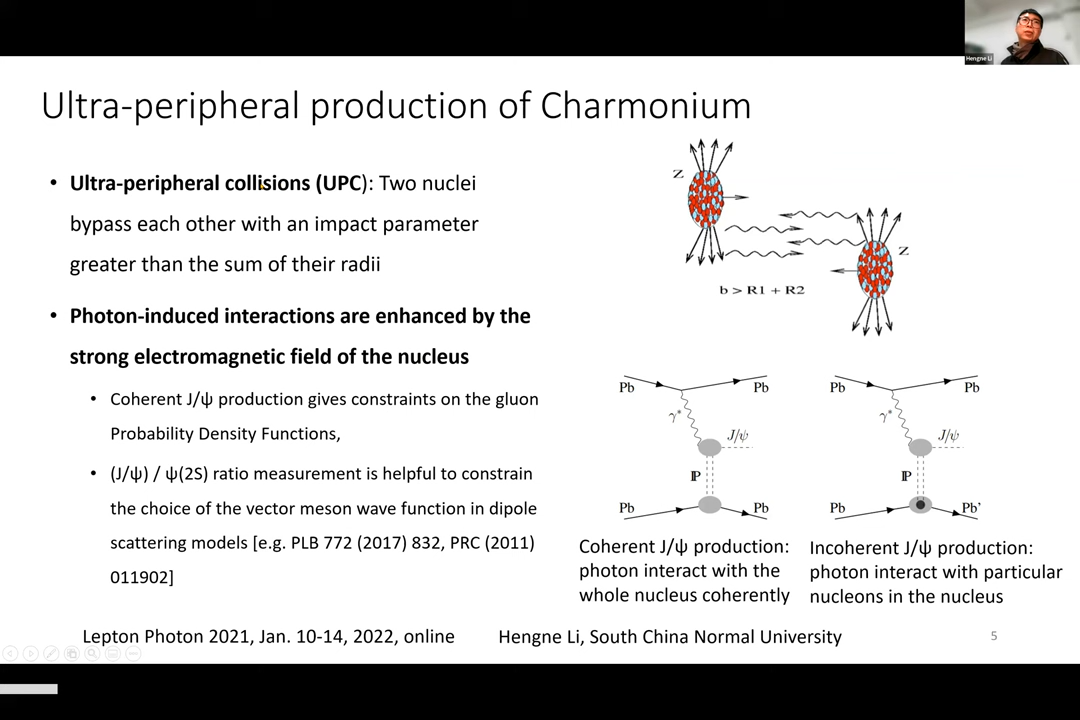 Hengne Li
Ultra-peripheral production of Charmonium
• Ultra-peripheral collisions (UPC): Two nuclei
bypass each other with an impact parameter
greater than the sum of their radii
• Photon-induced interactions are enhanced by the
strong electromagnetic field of the nucleus
• Coherent J/ψ production gives constraints on the gluon
Probability Density Functions,
• (J/ψ) / ψ(2S) ratio measurement is helpful to constrain
the choice of the vector meson wave function in dipole
scattering models [e.g. PLB 772 (2017) 832, PRC (2011)
011902]
Z
Z
b > R1 + R2
Pb
Pb
γ*
J/ψ
IP
Pb
Pb
Coherent J/ψ production:
photon interact with the
whole nucleus coherently
Pb
Pb
γ*
J/ψ
IP
Pb
Pb'
Incoherent J/ψ production:
photon interact with particular
nucleons in the nucleus
Lepton Photon 2021, Jan. 10-14, 2022, online
Hengne Li, South China Normal University
5